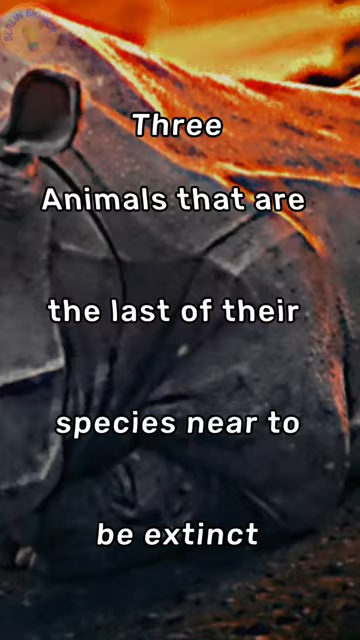 Three
Animals that are
the last of their
species near to
be extinct